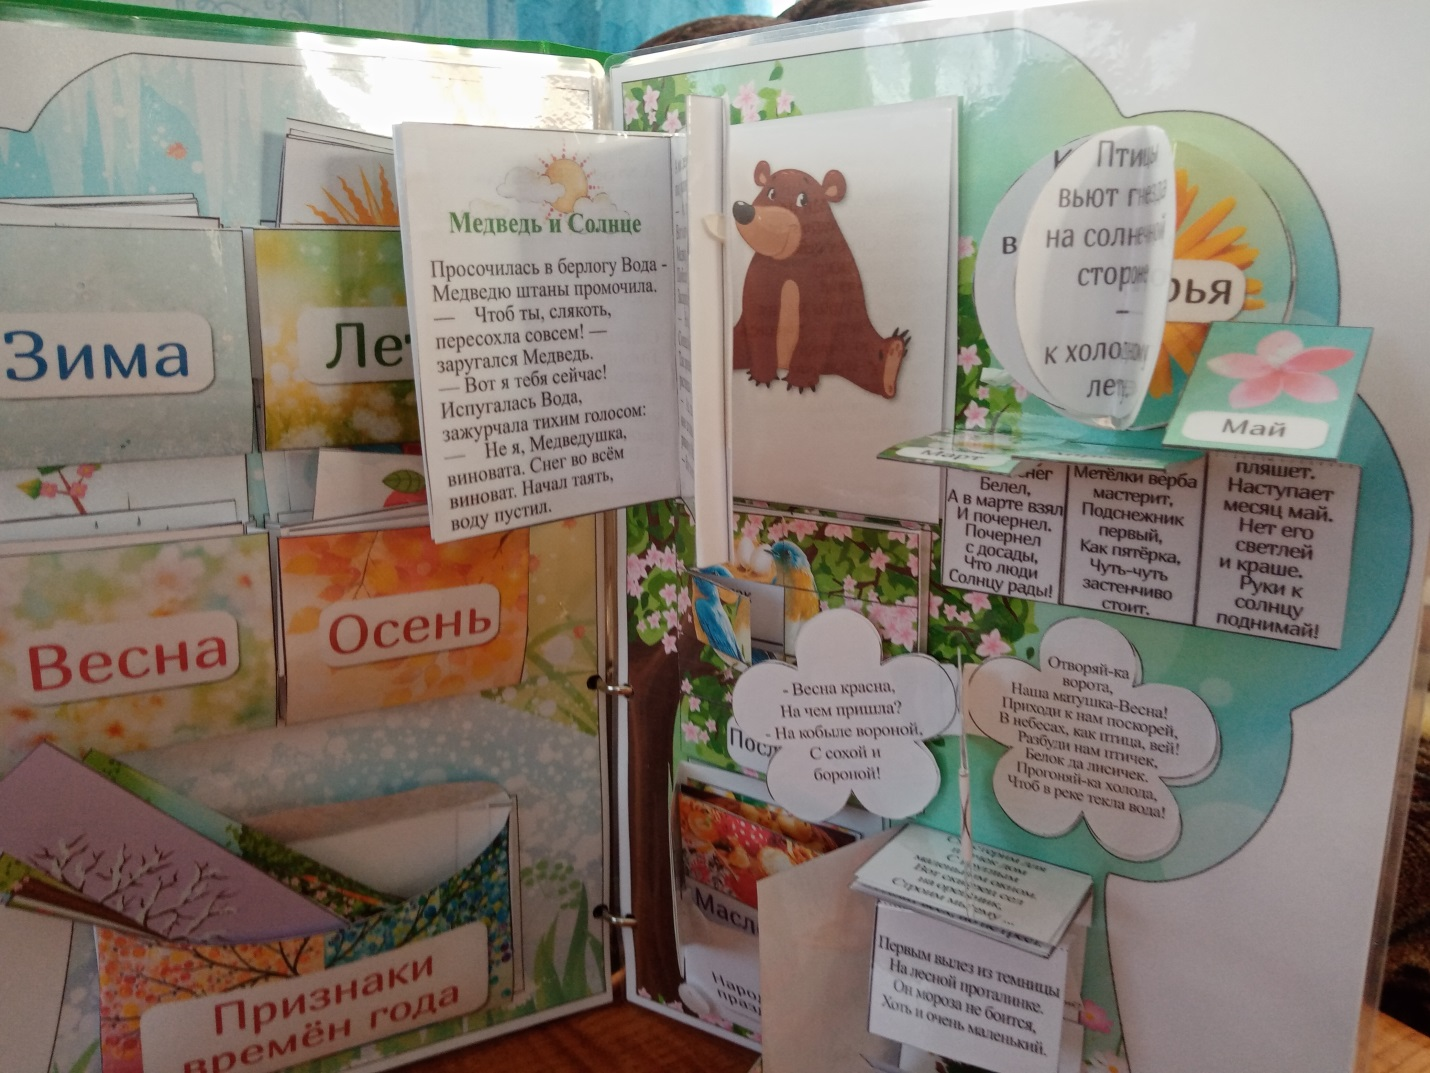 Зима
Весна
Осень
Признаки
времён года
Медведь и Солнце
Просочилась в берлогу Вода -
Медведю штаны промочила.
— Чтоб ты, слякоть,
пересохла совсем! —
заругался Медведь.
— Вот я тебя сейчас!
Испугалась Вода,
зажурчала тихим голосом:
— Не я, Медведушка,
виновата. Снег во всём
виноват. Начал таять,
воду пустил.
Птицы
вьют гнезда
на солнечной
стороне
–
к холодному
Март
Май
Белел,
А в марте взял
И почернел.
Почернел
с досады,
Что люди
Солнцу рады!
Метёлки верба
мастерит,
Подснежник
первый,
Как пятёрка,
Чуть-чуть
застенчиво
стоит.
пляшет.
Наступает
месяц май.
Нет его
светлей
и краше.
Руки к
солнцу
поднимай!
- Весна красна,
На чем пришла?
- На кобыле вороной,
С сохой и
бороной!
Отворяй-ка
ворота,
Наша матушка-Весна!
Приходи к нам поскорей,
В небесах, как птица, вей!
Разбуди нам птичек,
Белок да лисичек.
Прогоняй-ка холода,
Чтоб в реке текла вода!
Первым вылез из темницы
На лесной проталинке.
Он мороза не боится,
Хоть и очень маленький.